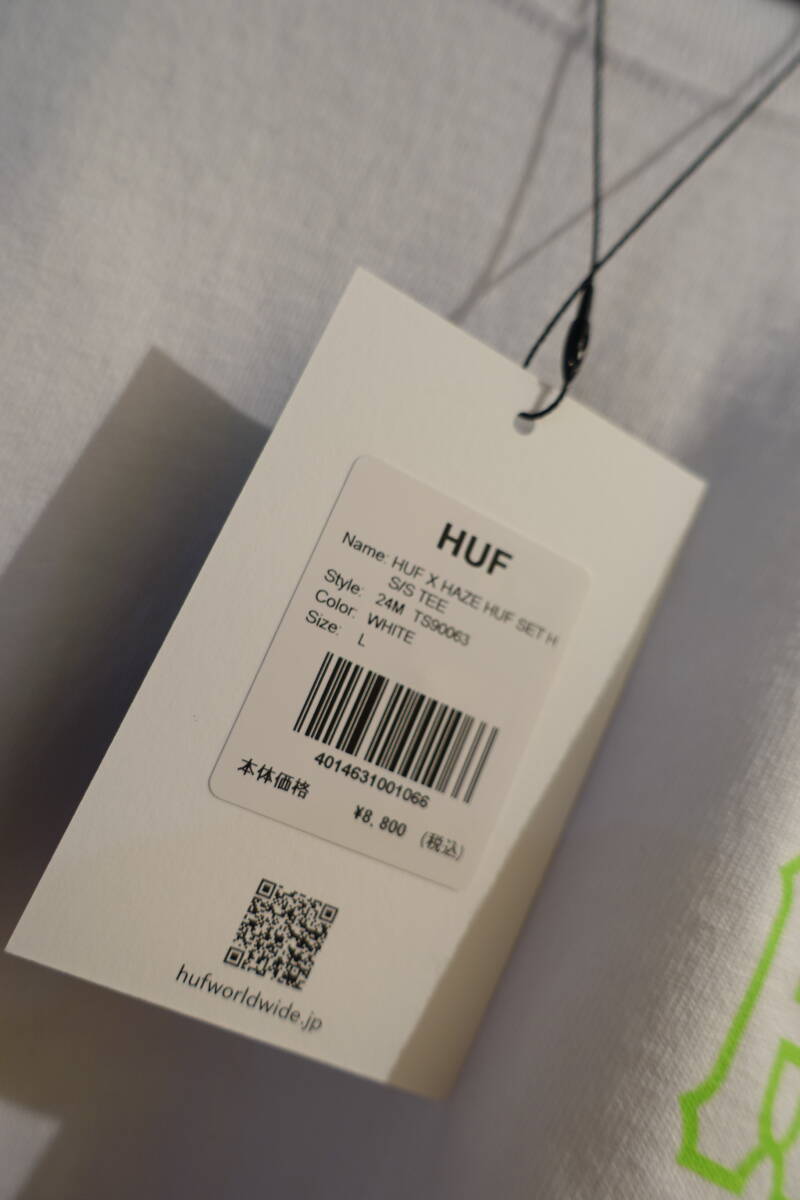 HUF
Name: HUF X HAZE HUF SET H
S/S TEE
Style: 24M TS90063
Color: WHITE
Size: L
4014631001066
本体価格
¥8,800 (税込)
hufworldwide.jp